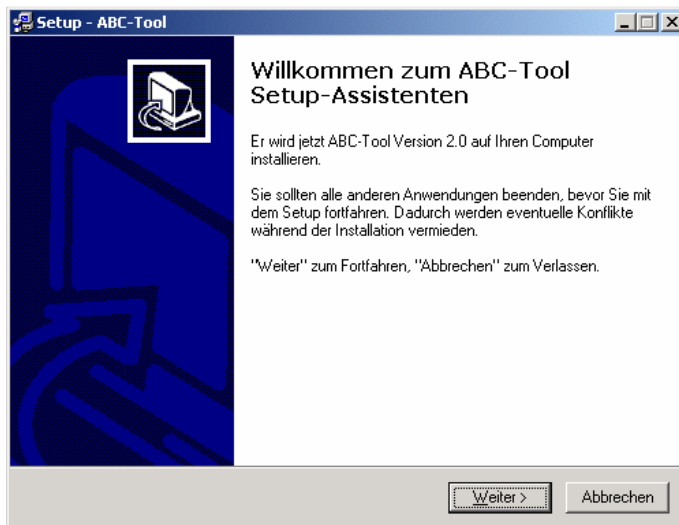 Setup - ABC-Tool
Willkommen zum ABC-Tool
Setup-Assistenten
Er wird jetzt ABC-Tool Version 2.0 auf Ihren Computer
installieren.
Sie sollten alle anderen Anwendungen beenden, bevor Sie mit
dem Setup fortfahren. Dadurch werden eventuelle Konflikte
während der Installation vermieden.
"Weiter" zum Fortfahren, "Abbrechen" zum Verlassen.
Weiter > Abbrechen